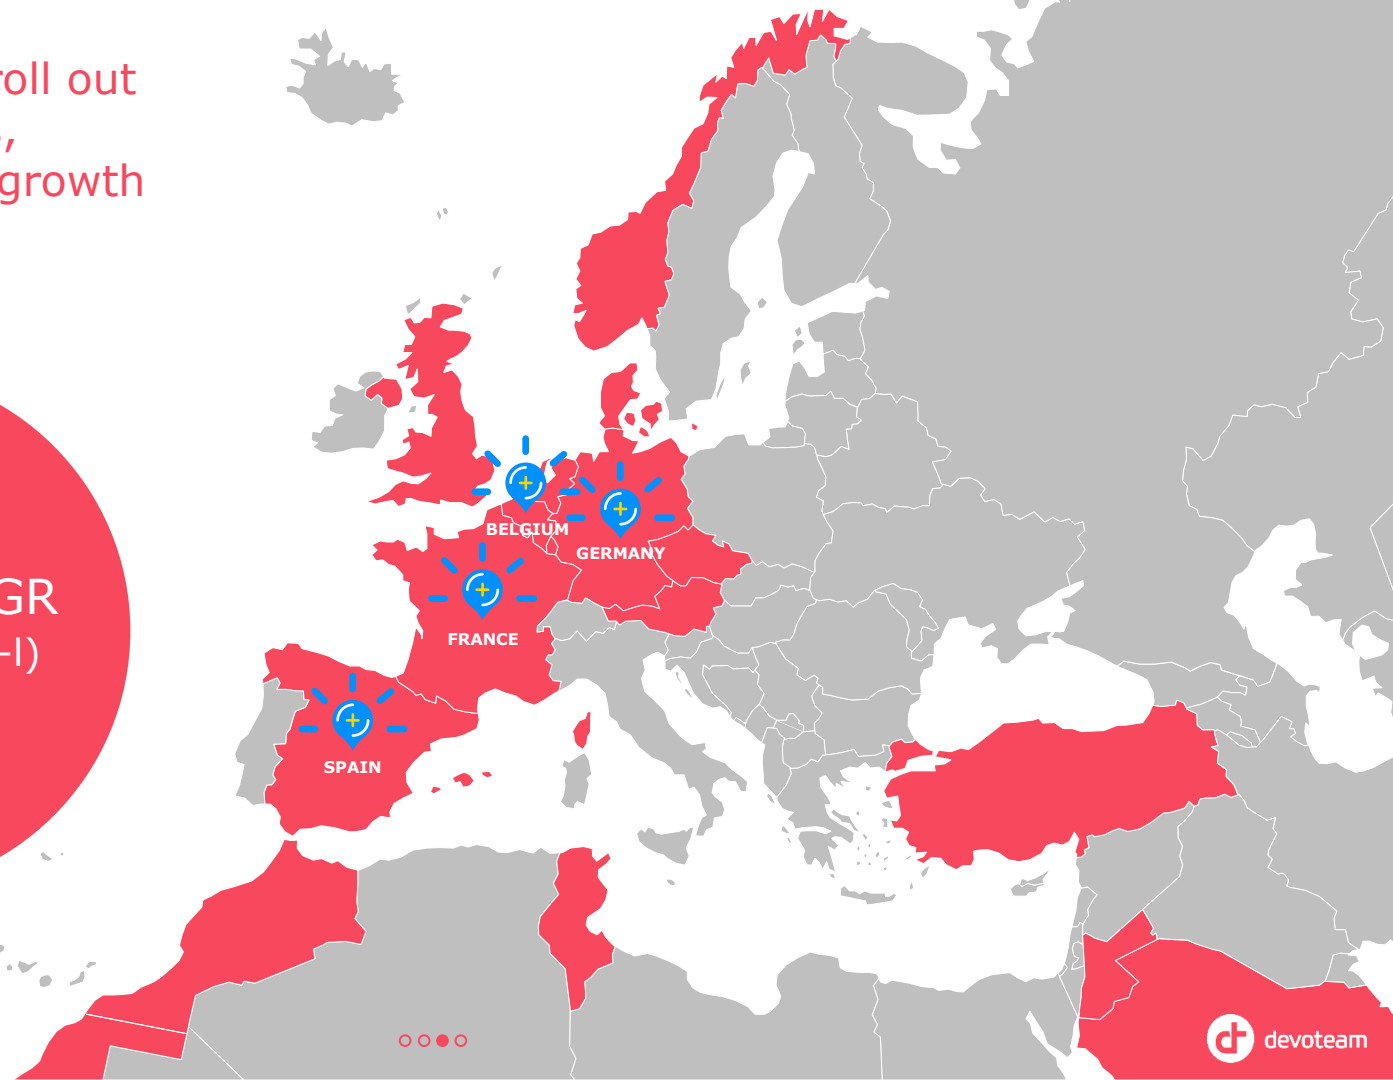 roll out
growth
BELGIUM
GERMANY
FRANCE
SPAIN
GR
-l)
devoteam